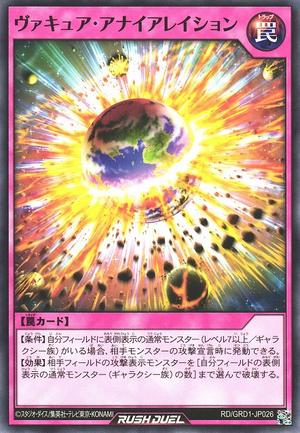 ヴァキュア・アナイアレイション
トラップ
罠
【罠カード】
【条件】自分フィールドに表側表示の通常モンスター(レベル7以上/ギャラ
クシー族)がいる場合、相手モンスターの攻撃宣言時に発動できる。
【効果】相手フィールドの攻撃表示モンスターを[自分フィールドの表側
表示の通常モンスター(ギャラクシー族)の数]まで選んで破壊する。
©スタジオ・ダイス/集英社・テレビ東京・KONAMI
RUSH DUEL
RD/GRD1-JP026